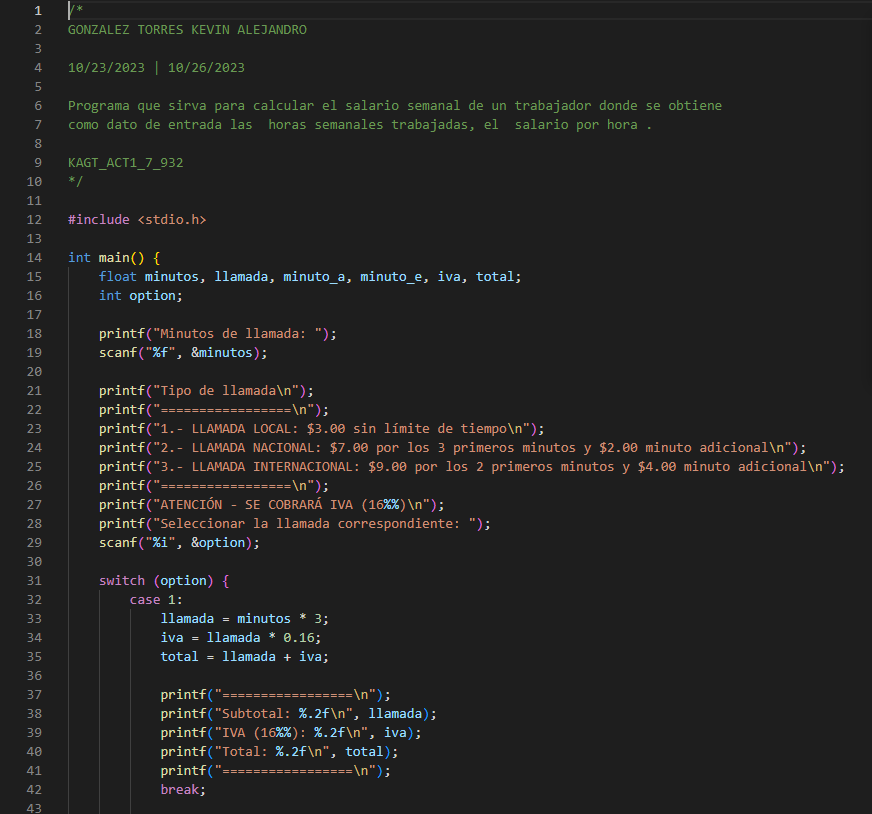 1 /*
2 GONZALEZ TORRES KEVIN ALEJANDRO
3
4 10/23/2023 | 10/26/2023
5
6 Programa que sirva para calcular el salario semanal de un trabajador donde se obtiene
7 como dato de entrada las  horas semanales trabajadas, el  salario por hora .
8
9 KAGT_ACT1_7_932
10 */
11
12 #include <stdio.h>
13
14 int main() {
15     float minutos, llamada, minuto_a, minuto_e, iva, total;
16     int option;
17
18     printf("Minutos de llamada: ");
19     scanf("%f", &minutos);
20
21     printf("Tipo de llamada\n");
22     printf("=================\n");
23     printf("1.- LLAMADA LOCAL: $3.00 sin límite de tiempo\n");
24     printf("2.- LLAMADA NACIONAL: $7.00 por los 3 primeros minutos y $2.00 minuto adicional\n");
25     printf("3.- LLAMADA INTERNACIONAL: $9.00 por los 2 primeros minutos y $4.00 minuto adicional\n");
26     printf("=================\n");
27     printf("ATENCIÓN - SE COBRARÁ IVA (16%%)\n");
28     printf("Seleccionar la llamada correspondiente: ");
29     scanf("%i", &option);
30
31     switch (option) {
32         case 1:
33             llamada = minutos * 3;
34             iva = llamada * 0.16;
35             total = llamada + iva;
36
37             printf("=================\n");
38             printf("Subtotal: %.2f\n", llamada);
39             printf("IVA (16%%): %.2f\n", iva);
40             printf("Total: %.2f\n", total);
41             printf("=================\n");
42             break;
43